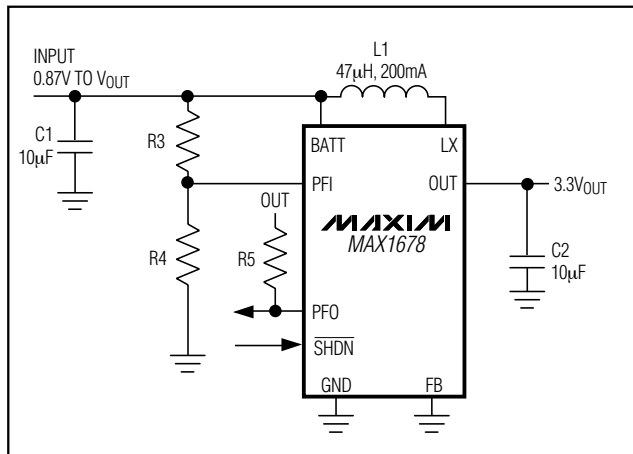 INPUT
0.87V TO VOUT
L1
47µH, 200mA
C1
10µF
R3
BATT
LX
PFI
OUT
3.3VOUT
OUT
MAXIM
MAX1678
R4
R5
C2
10µF
PFO
SHDN
GND
FB